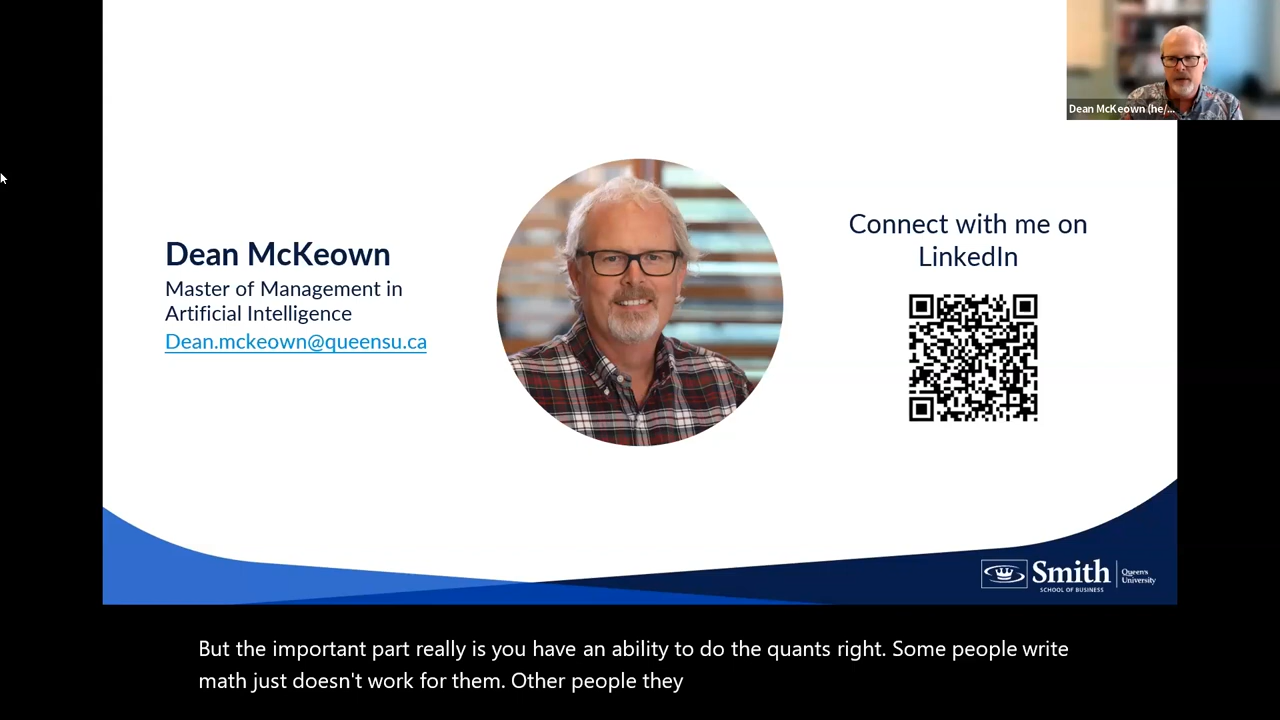 Dean McKeown (he/...
Dean McKeown
Master of Management in
Artificial Intelligence
Dean.mckeown@queensu.ca
Connect with me on
LinkedIn
Smith
SCHOOL OF BUSINESS
Queen's
University
But the important part really is you have an ability to do the quants right. Some people write
math just doesn't work for them. Other people they